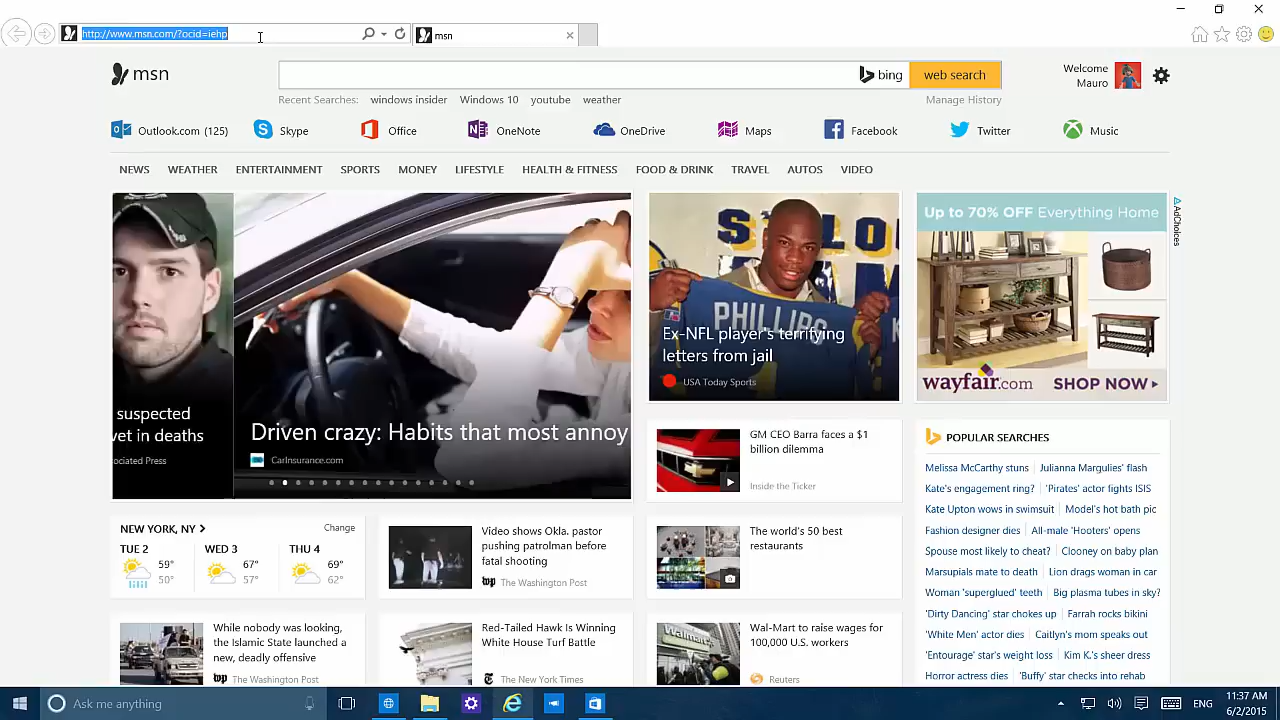 http://www.msn.com/?ocid=iehp
msn
msn
bing
web search
Welcome
Mauro
Recent Searches: windows insider Windows 10 youtube weather
Manage History
Outlook.com (125) Skype Office OneNote OneDrive Maps Facebook Twitter Music
NEWS WEATHER ENTERTAINMENT SPORTS MONEY LIFESTYLE HEALTH & FITNESS FOOD & DRINK TRAVEL AUTOS VIDEO
suspected
vet in deaths
ociated Press
Driven crazy: Habits that most annoy
CarInsurance.com
PHILLIPS
Ex-NFL player's terrifying
letters from jail
USA Today Sports
Up to 70% OFF Everything Home
wayfair.com SHOP NOW
AdChoices
GM CEO Barra faces a $1
billion dilemma
Inside the Ticker
POPULAR SEARCHES
Melissa McCarthy stuns Julianna Margulies' flash
Kate's engagement ring? 'Pirates' actor fights ISIS
Kate Upton wows in swimsuit Model's hot bath pic
Fashion designer dies All-male 'Hooters' opens
Spouse most likely to cheat? Clooney on baby plan
Marsupials mate to death Lion drags woman in car
Woman 'superglued' teeth Big plasma tubes in sky?
'Dirty Dancing' star chokes up Farrah rocks bikini
'White Men' actor dies Caitlyn's mom speaks out
'Entourage' star's weight loss Kim K.'s sheer dress
Horror actress dies 'Buffy' star checks into rehab
NEW YORK, NY
Change
TUE 2 WED 3 THU 4
59° 67° 69°
50° 57° 62°
Video shows Okla. pastor
pushing patrolman before
fatal shooting
wp The Washington Post
The world's 50 best
restaurants
While nobody was looking,
the Islamic State launched a
new, deadly offensive
wp The Washington Post
Red-Tailed Hawk Is Winning
White House Turf Battle
The New York Times
Walmart
Wal-Mart to raise wages for
100,000 U.S. workers
Reuters
Ask me anything
ENG
11:37 AM
6/2/2015